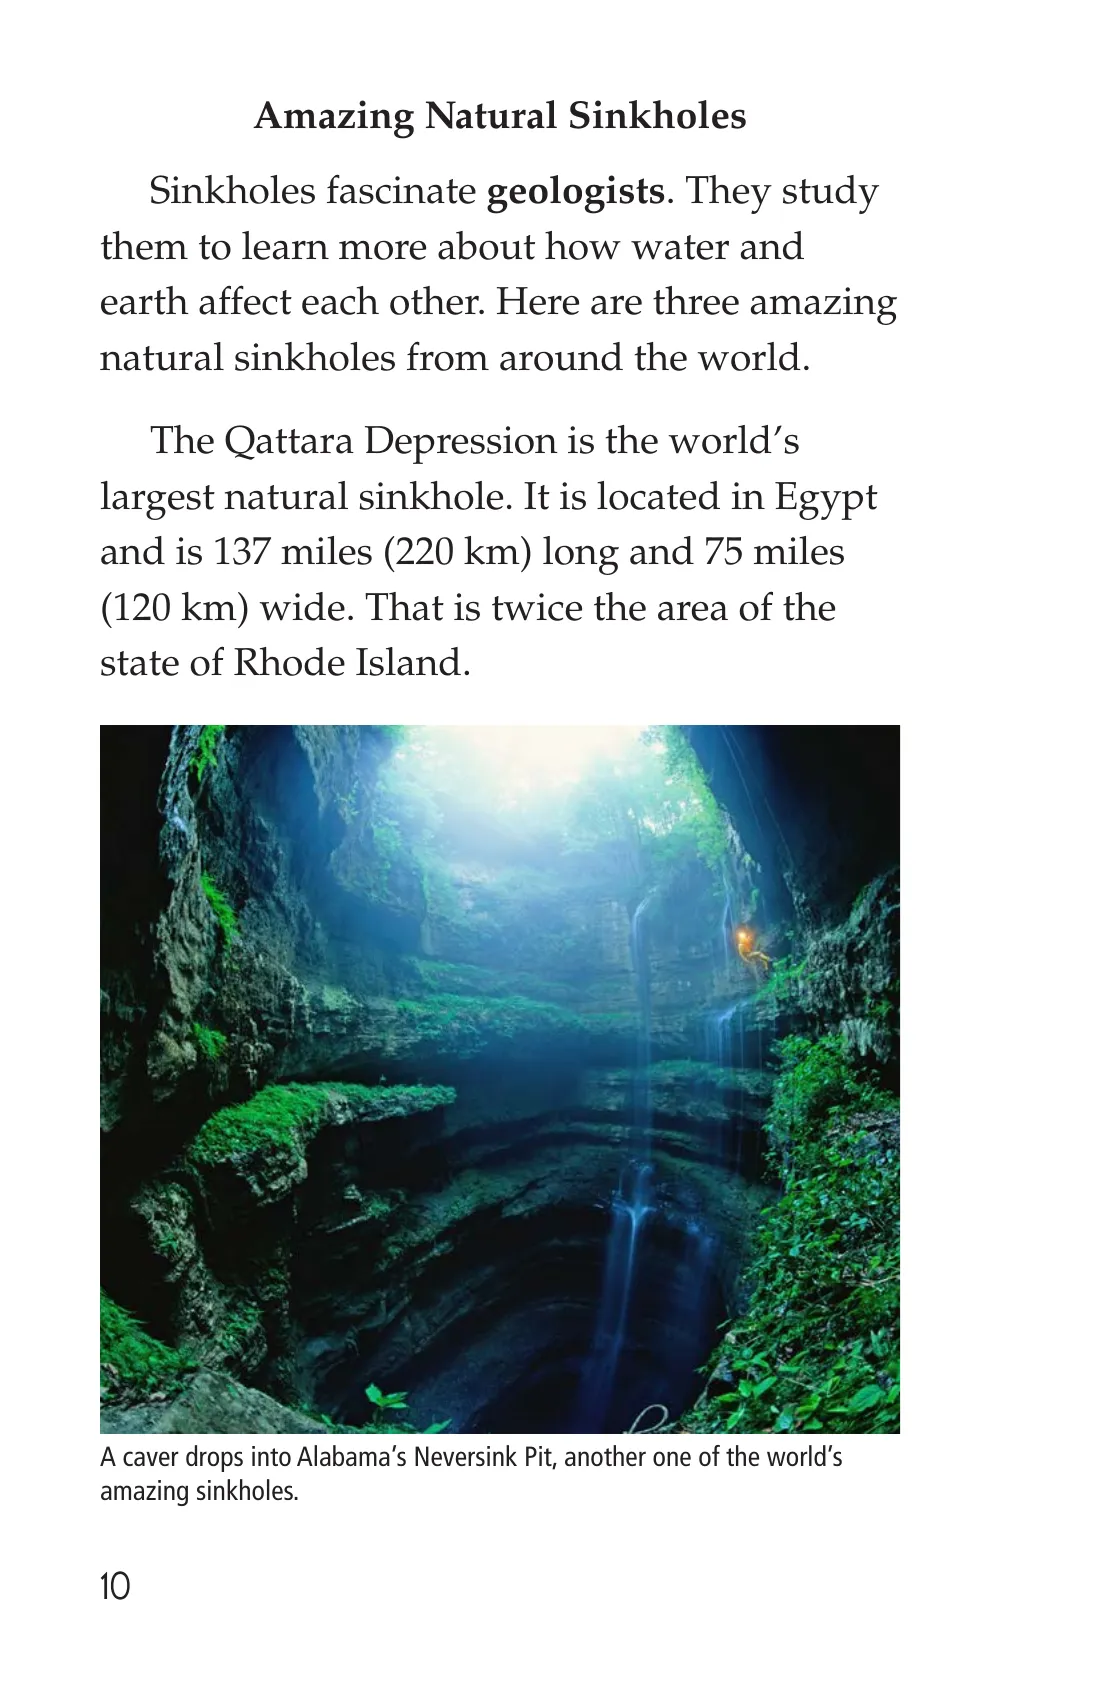 Amazing Natural Sinkholes
Sinkholes fascinate geologists. They study
them to learn more about how water and
earth affect each other. Here are three amazing
natural sinkholes from around the world.
The Qattara Depression is the world’s
largest natural sinkhole. It is located in Egypt
and is 137 miles (220 km) long and 75 miles
(120 km) wide. That is twice the area of the
state of Rhode Island.
A caver drops into Alabama’s Neversink Pit, another one of the world’s
amazing sinkholes.
10